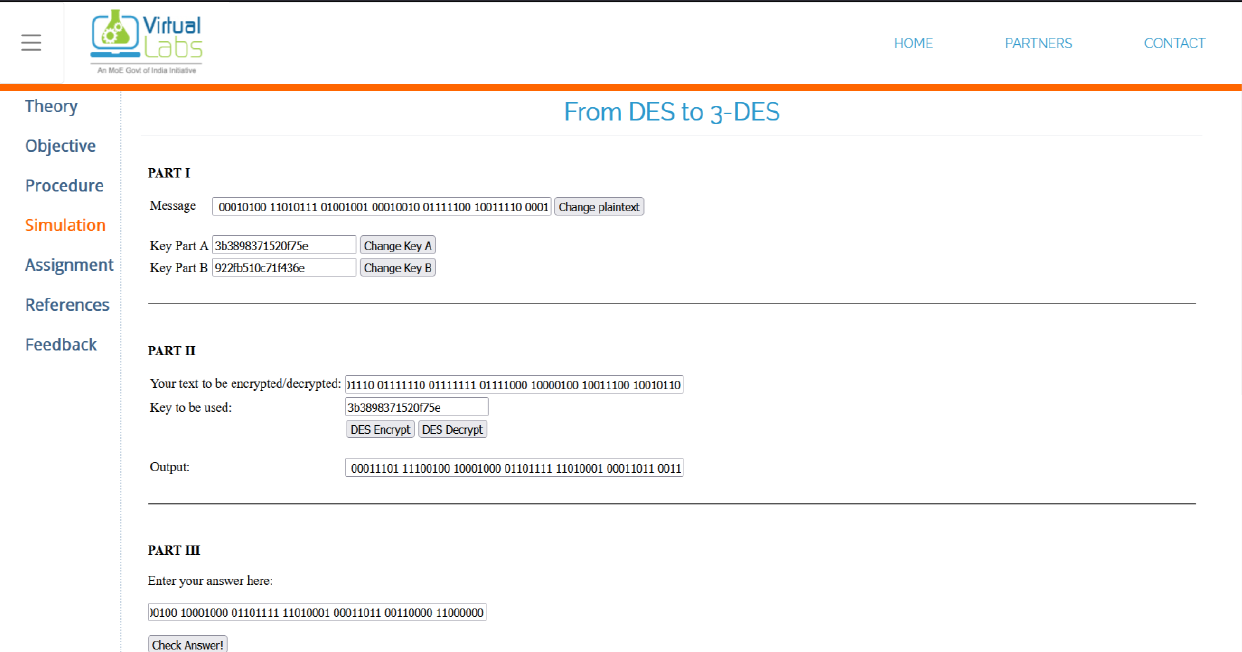 Virtual
Labs
An MoE Govt of India Initiative
HOME PARTNERS CONTACT
Theory
Objective
Procedure
Simulation
Assignment
References
Feedback
From DES to 3-DES
PART I
Message 00010100 11010111 01001001 00010010 01111100 10011110 0001 Change plaintext
Key Part A 3b3898371520f75e Change Key A
Key Part B 922fb510c71f436e Change Key B
PART II
Your text to be encrypted/decrypted: 01110 01111110 01111111 01111000 10000100 10011100 10010110
Key to be used: 3b3898371520f75e
DES Encrypt DES Decrypt
Output: 00011101 11100100 10001000 01101111 11010001 00011011 0011
PART III
Enter your answer here:
00100 10001000 01101111 11010001 00011011 00110000 11000000
Check Answer!